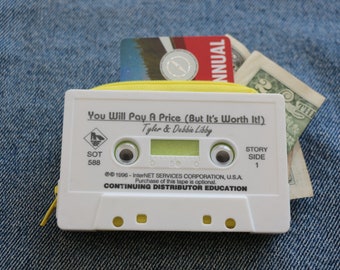 ANNUAL
You Will Pay A Price (But It's Worth It!)
Tyler & Debbie Libby
SOT
588
STORY
SIDE
1
℗© 1996 - InterNET SERVICES CORPORATION, U.S.A.
Purchase of this tape is optional.
CONTINUING DISTRIBUTOR EDUCATION
2